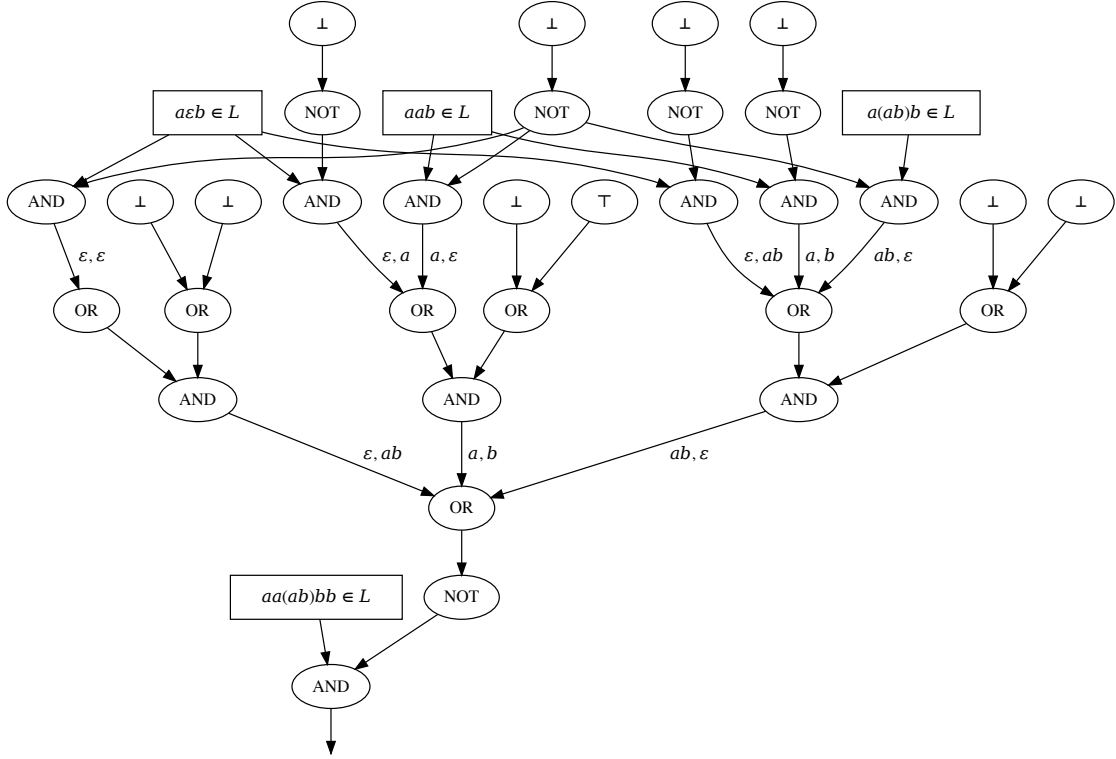 ⊥ ⊥ ⊥ ⊥
aεb ∈ L NOT aab ∈ L NOT NOT NOT a(ab)b ∈ L
AND ⊥ ⊥ AND AND ⊥ ⊤ AND AND AND ⊥ ⊥
ε, ε ε, a a, ε ε, ab a, b ab, ε
OR OR OR OR OR OR
AND AND AND
ε, ab a, b ab, ε
OR
aa(ab)bb ∈ L NOT
AND